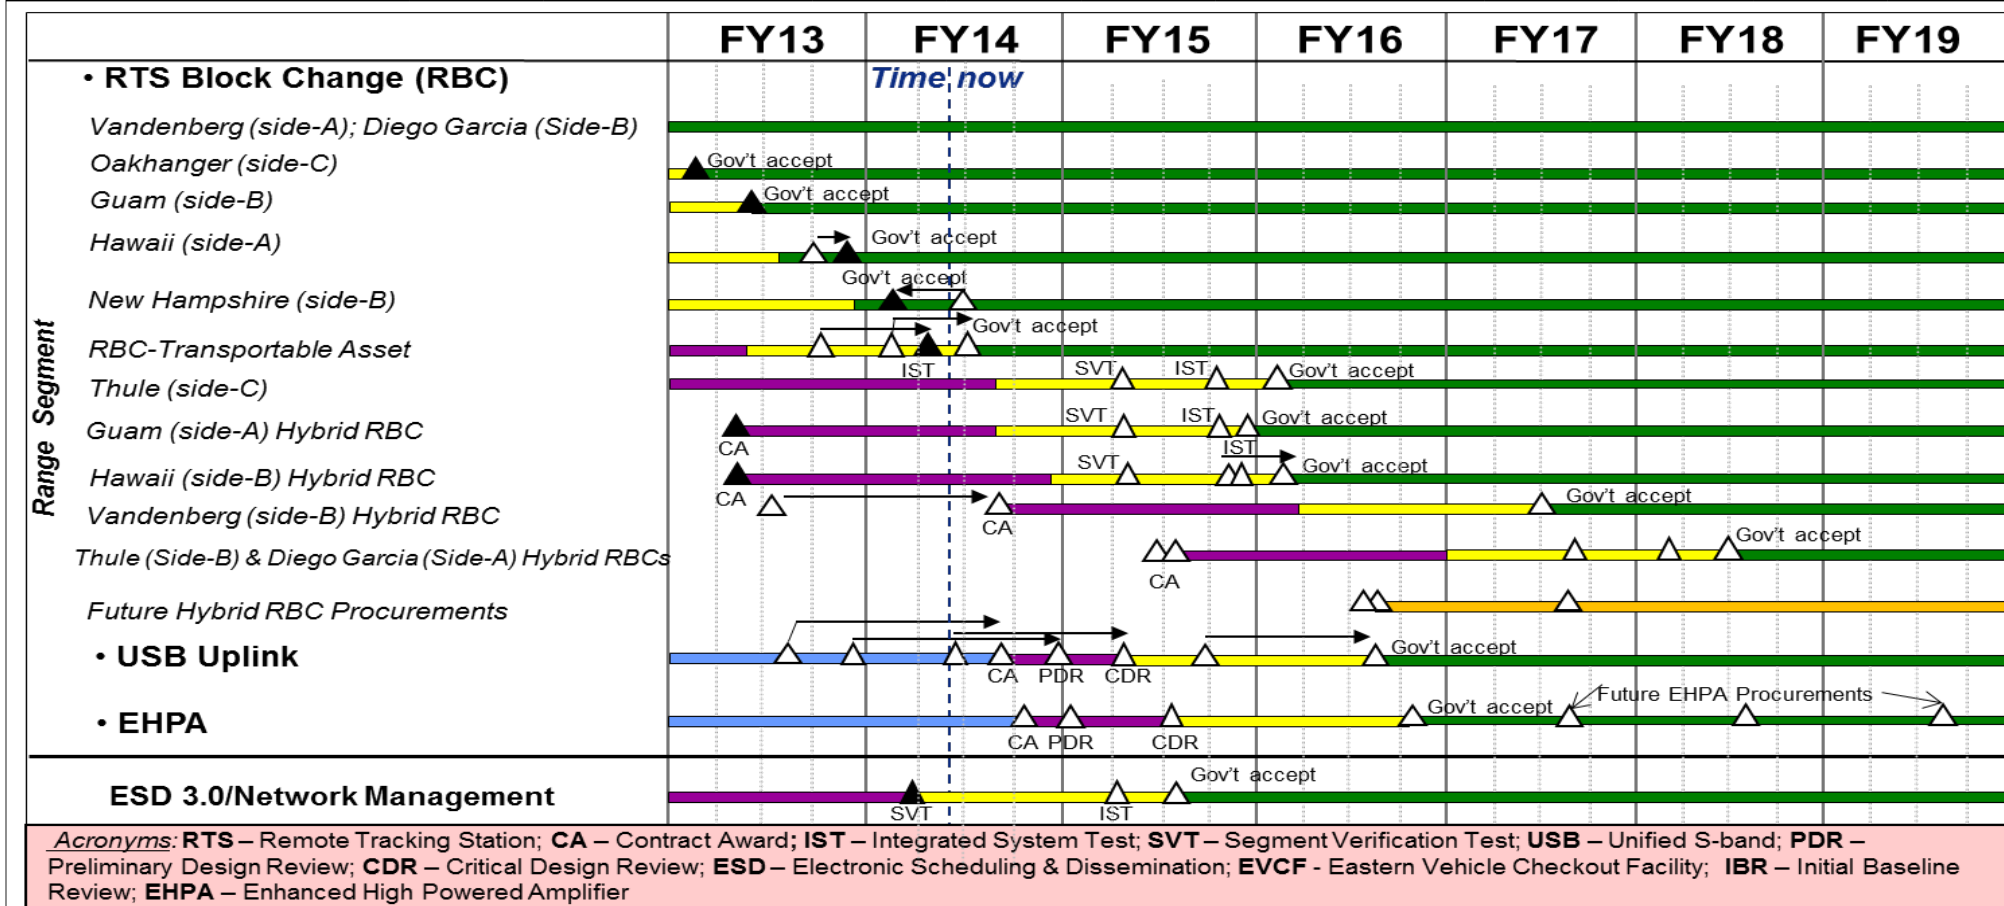 FY13 FY14 FY15 FY16 FY17 FY18 FY19
• RTS Block Change (RBC)
Time now
Vandenberg (side-A); Diego Garcia (Side-B)
Oakhanger (side-C)
Gov't accept
Guam (side-B)
Gov't accept
Hawaii (side-A)
Gov't accept
Gov't accept
New Hampshire (side-B)
Gov't accept
RBC-Transportable Asset
IST
Thule (side-C)
SVT IST Gov't accept
Guam (side-A) Hybrid RBC
SVT IST Gov't accept
CA
IST
Hawaii (side-B) Hybrid RBC
SVT Gov't accept
CA
Vandenberg (side-B) Hybrid RBC
Gov't accept
CA
Thule (Side-B) & Diego Garcia (Side-A) Hybrid RBCs
Gov't accept
CA
Future Hybrid RBC Procurements
• USB Uplink
Gov't accept
CA PDR CDR
• EHPA
Gov't accept
Future EHPA Procurements
CA PDR CDR
Range Segment
ESD 3.0/Network Management
Gov't accept
SVT IST
Acronyms: RTS – Remote Tracking Station; CA – Contract Award; IST – Integrated System Test; SVT – Segment Verification Test; USB – Unified S-band; PDR –
Preliminary Design Review; CDR – Critical Design Review; ESD – Electronic Scheduling & Dissemination; EVCF - Eastern Vehicle Checkout Facility; IBR – Initial Baseline
Review; EHPA – Enhanced High Powered Amplifier